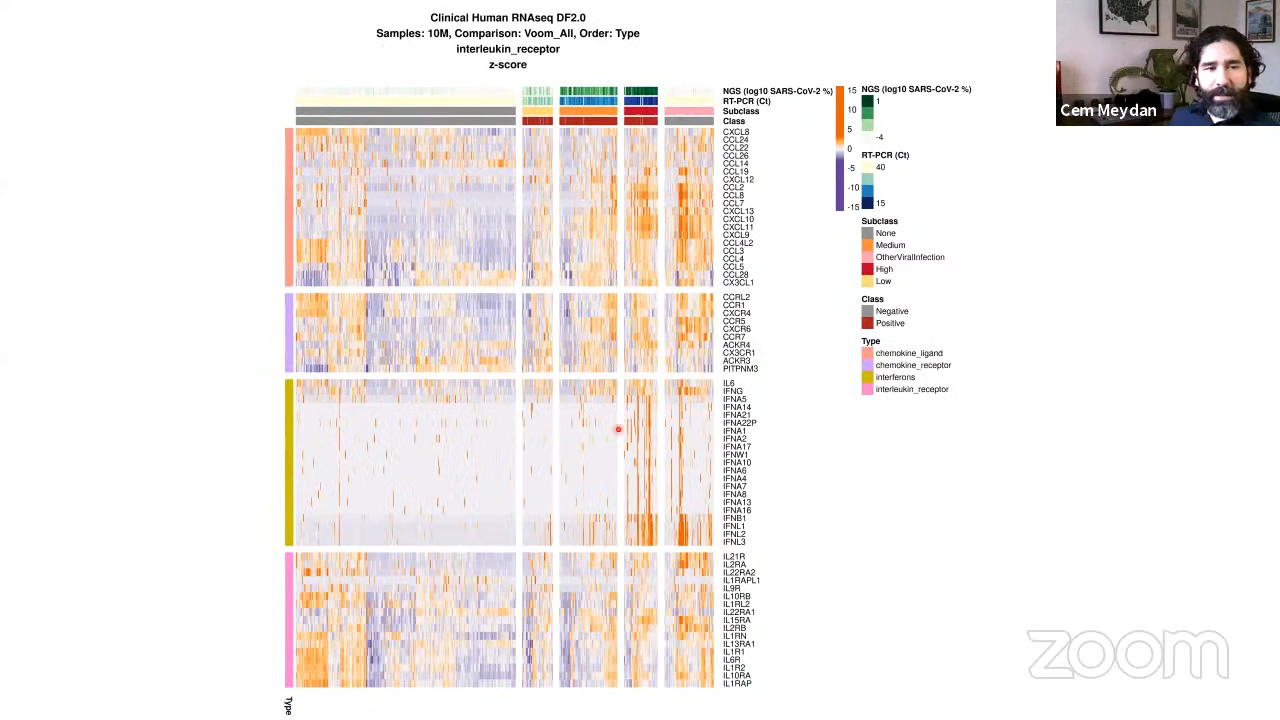 Clinical Human RNAseq DF2.0
Samples: 10M, Comparison: Voom_All, Order: Type
interleukin_receptor
z-score
NGS (log10 SARS-CoV-2 %)
RT-PCR (Ct)
Subclass
Class
CXCL8
CCL24
CCL22
CCL26
CCL14
CCL19
CXCL12
CCL2
CCL8
CCL7
CXCL13
CXCL10
CXCL11
CXCL9
CCL4L2
CCL3
CCL4
CCL5
CCL28
CX3CL1
CCRL2
CCR1
CXCR4
CCR5
CXCR6
CCR7
ACKR4
CX3CR1
ACKR3
PITPNM3
IL6
IFNG
IFNA5
IFNA14
IFNA21
IFNA22P
IFNA1
IFNA2
IFNA17
IFNW1
IFNA10
IFNA6
IFNA4
IFNA7
IFNA8
IFNA13
IFNA16
IFNB1
IFNL1
IFNL2
IFNL3
IL21R
IL2RA
IL22RA2
IL1RAPL1
IL9R
IL10RB
IL1RL2
IL22RA1
IL15RA
IL2RB
IL1RN
IL13RA1
IL1R1
IL6R
IL1R2
IL10RA
IL1RAP
Type
15
10
5
0
-5
-10
-15
NGS (log10 SARS-CoV-2 %)
1
-4
RT-PCR (Ct)
40
15
Subclass
None
Medium
OtherViralInfection
High
Low
Class
Negative
Positive
Type
chemokine_ligand
chemokine_receptor
interferons
interleukin_receptor
Cem Meydan
zoom